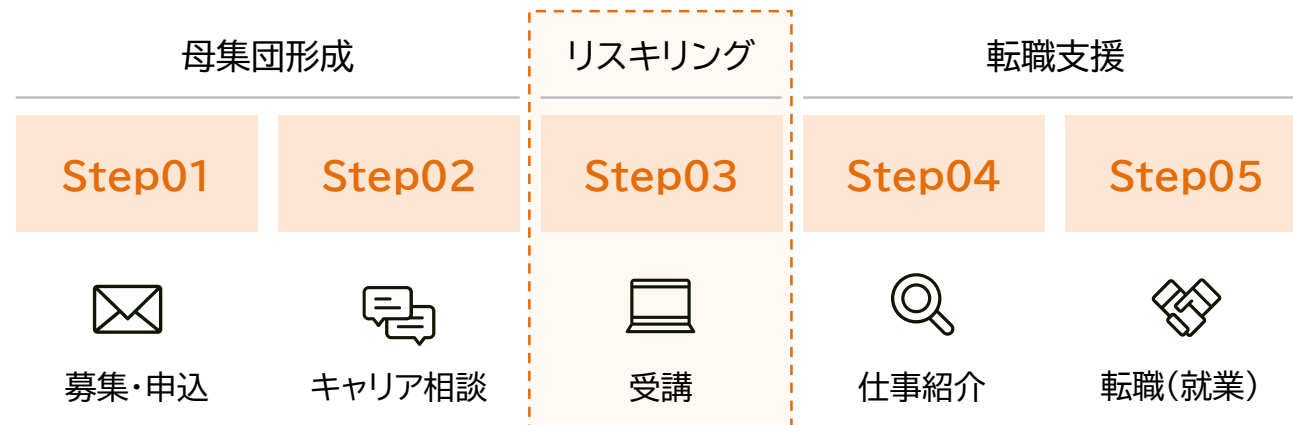 母集団形成
リスキリング
転職支援
Step01
Step02
Step03
Step04
Step05
募集・申込
キャリア相談
受講
仕事紹介
転職(就業)